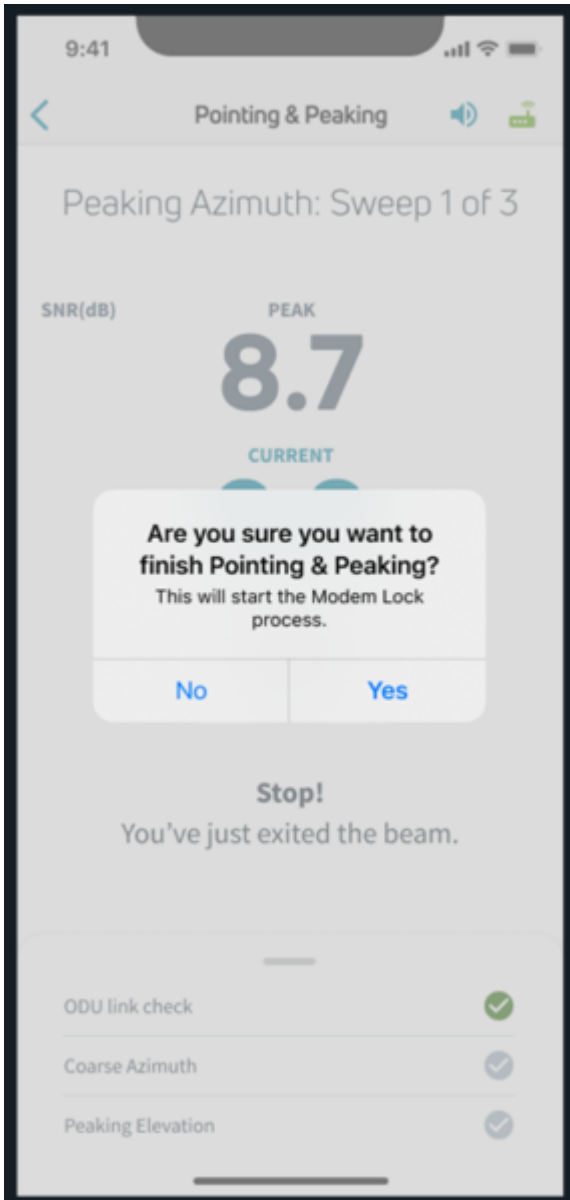 9:41
Pointing & Peaking
Peaking Azimuth: Sweep 1 of 3
SNR(dB)
PEAK
8.7
CURRENT
Are you sure you want to
finish Pointing & Peaking?
This will start the Modem Lock
process.
No
Yes
Stop!
You've just exited the beam.
ODU link check
Coarse Azimuth
Peaking Elevation